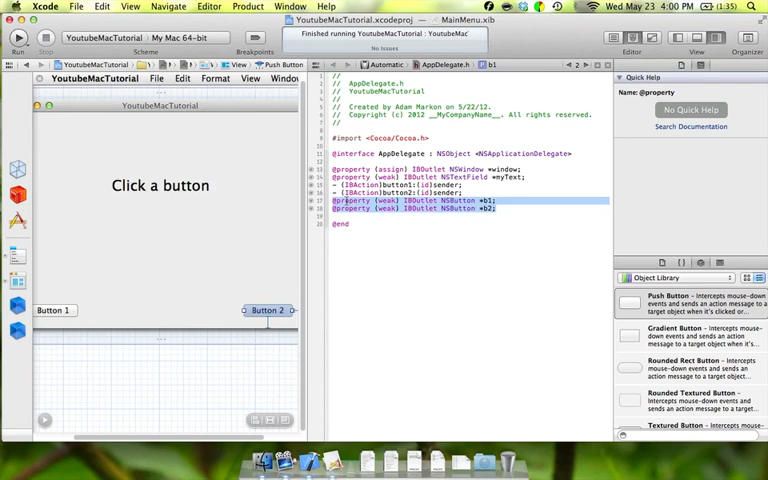 Xcode File Edit View Navigate Editor Product Window Wed May 23 4:00 PM (1:35)
YoutubeMacTutorial.xcodeproj — MainMenu.xib
YoutubeMacTutorial My Mac 64-bit
Finished running YoutubeMacTutorial : YoutubeMac
No Issues
Run Scheme Breakpoints Editor View Organizer
View Push Button
Automatic AppDelegate.h b1
2
YoutubeMacTutorial File Edit Format View Window
YoutubeMacTutorial
Click a button
Button 1 Button 2
//
// AppDelegate.h
// YoutubeMacTutorial
//
// Created by Adam Markon on 5/22/12.
// Copyright (c) 2012 __MyCompanyName__. All rights reserved.
//
#import <Cocoa/Cocoa.h>
@interface AppDelegate : NSObject <NSApplicationDelegate>
@property (assign) IBOutlet NSWindow *window;
@property (weak) IBOutlet NSTextField *myText;
- (IBAction)button1:(id)sender;
- (IBAction)button2:(id)sender;
@property (weak) IBOutlet NSButton *b1;
@property (weak) IBOutlet NSButton *b2;
@end
Quick Help
Name: @property
No Quick Help
Search Documentation
Object Library
Push Button – Intercepts mouse-down
events and sends an action message
to a target object when it's clicked or...
Gradient Button – Intercepts mouse-
down events and sends an action
message to a target object when it's...
Rounded Rect Button – Intercepts
mouse-down events and sends an
action message to a target object...
Rounded Textured Button –
Intercepts mouse-down events and
sends an action message to a target...
Textured Button – Intercepts mouse-